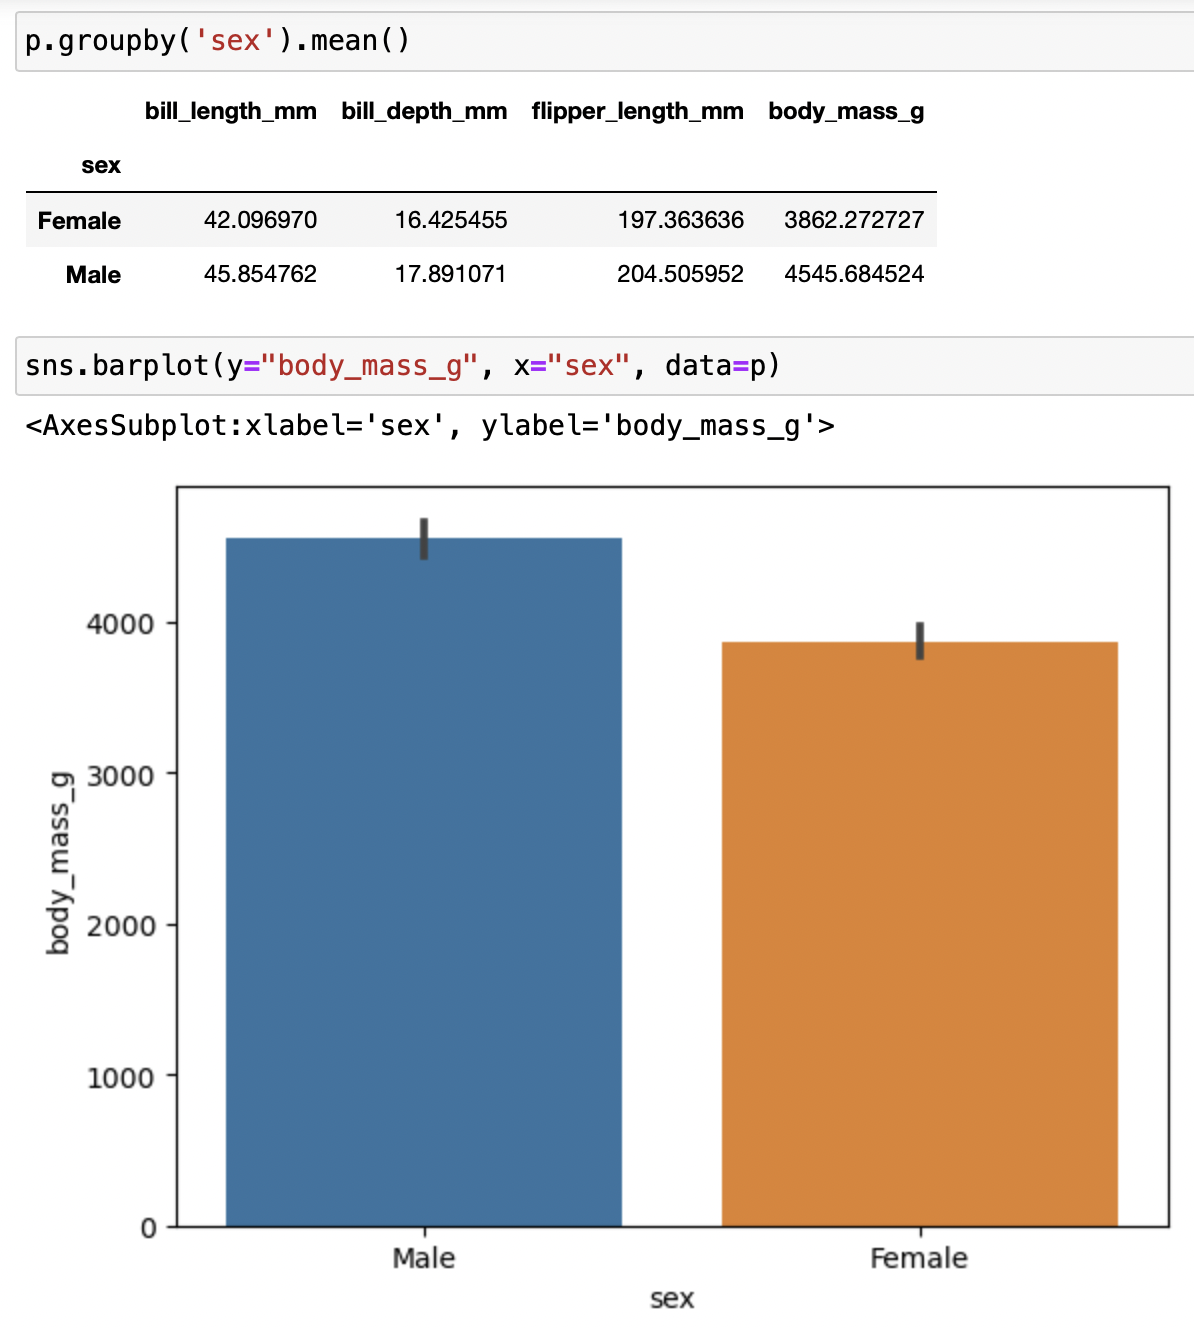 p.groupby('sex').mean()
bill_length_mm bill_depth_mm flipper_length_mm body_mass_g
sex
Female 42.096970 16.425455 197.363636 3862.272727
Male 45.854762 17.891071 204.505952 4545.684524
sns.barplot(y="body_mass_g", x="sex", data=p)
<AxesSubplot:xlabel='sex', ylabel='body_mass_g'>
4000
3000
2000
1000
0
body_mass_g
Male Female
sex